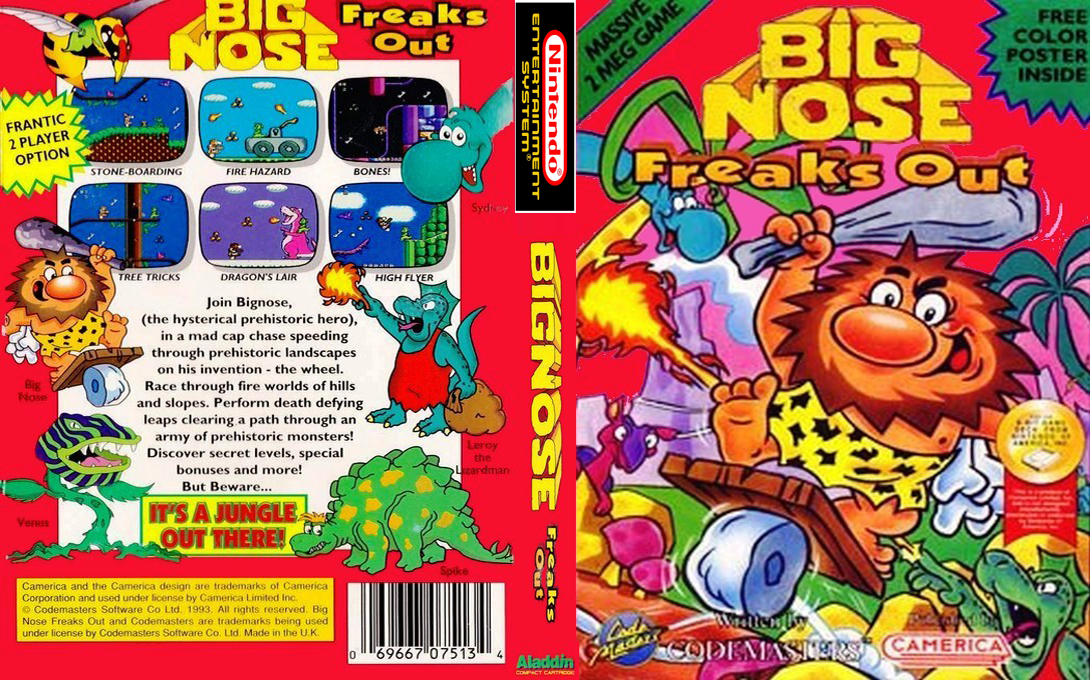 BIG
NOSE
Freaks
Out
FRANTIC
2 PLAYER
OPTION
STONE-BOARDING
FIRE HAZARD
BONES!
Sydney
TREE TRICKS
DRAGON'S LAIR
HIGH FLYER
Join Bignose,
(the hysterical prehistoric hero),
in a mad cap chase speeding
through prehistoric landscapes
on his invention - the wheel.
Race through fire worlds of hills
and slopes. Perform death defying
leaps clearing a path through an
army of prehistoric monsters!
Discover secret levels, special
bonuses and more!
But Beware...
Big
Nose
Leroy
the
Lizardman
Venus
IT'S A JUNGLE
OUT THERE!
Spike
Camerica and the Camerica design are trademarks of Camerica
Corporation and used under license by Camerica Limited Inc.
© Codemasters Software Co Ltd. 1993. All rights reserved. Big
Nose Freaks Out and Codemasters are trademarks being used
under license by Codemasters Software Co. Ltd. Made in the U.K.
0 69667 07513 4
Nintendo®
ENTERTAINMENT
SYSTEM®
BIGNOSE
Freaks
Out
Aladdin
COMPACT CARTRIDGE
MASSIVE
2 MEG GAME
FREE
COLOR
POSTER
INSIDE
BIG
NOSE
Freaks Out
Code
Masters
Written by
CODEMASTERS™
CAMERICA